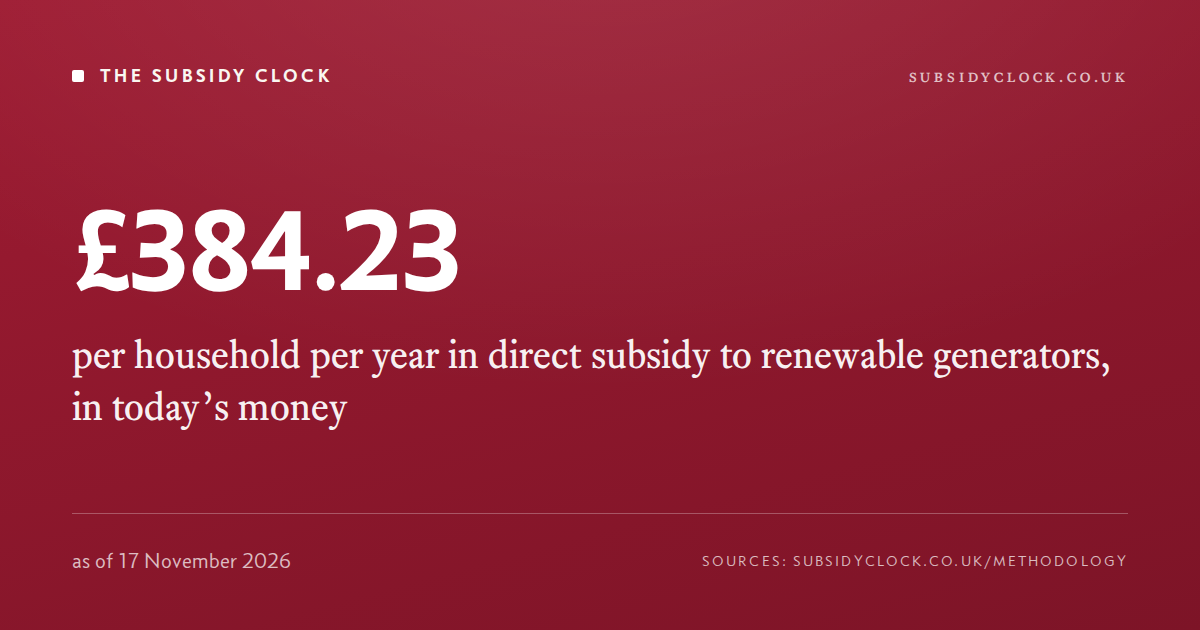 THE SUBSIDY CLOCK
SUBSIDYCLOCK.CO.UK
£384.23
per household per year in direct subsidy to renewable generators,
in today’s money
as of 17 November 2026
SOURCES: SUBSIDYCLOCK.CO.UK/METHODOLOGY